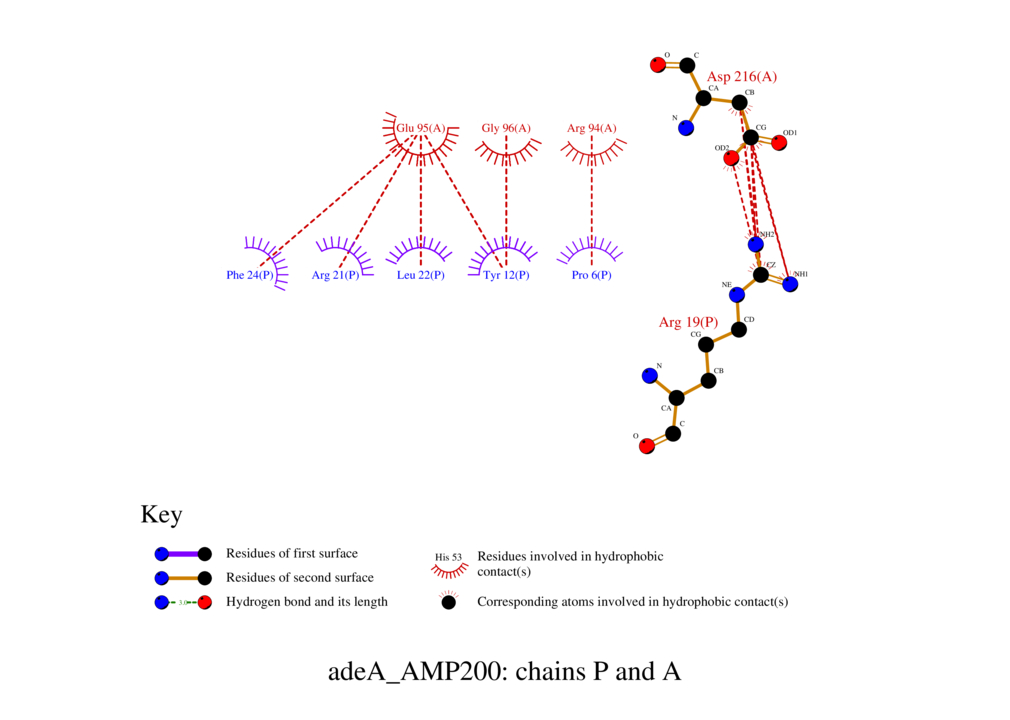 O C
Asp 216(A)
CA CB
N
CG OD1
OD2
Glu 95(A) Gly 96(A) Arg 94(A)
NH2
CZ NH1
NE
Phe 24(P) Arg 21(P) Leu 22(P) Tyr 12(P) Pro 6(P)
Arg 19(P)
CD
CG
N CB
CA
C
O
Key
Residues of first surface
Residues of second surface
3.0
Hydrogen bond and its length
His 53
Residues involved in hydrophobic
contact(s)
Corresponding atoms involved in hydrophobic contact(s)
adeA_AMP200: chains P and A